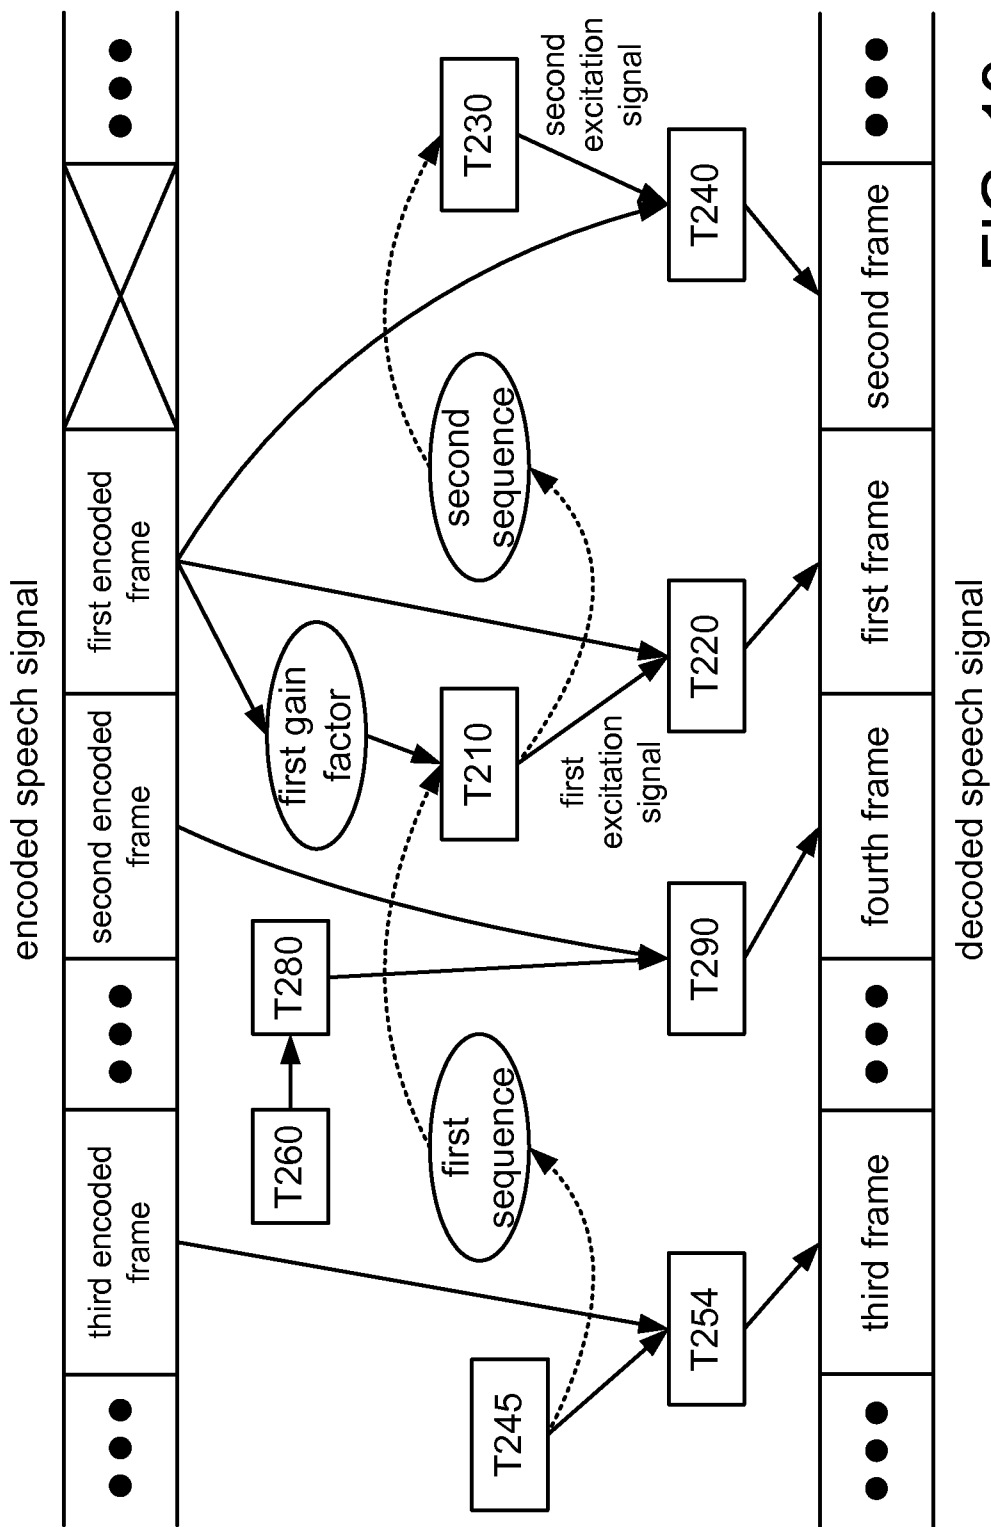 encoded speech signal
third encoded
frame
second encoded
frame
first encoded
frame
T260
T280
first gain
factor
T245
first
sequence
T210
second
sequence
T230
first
excitation
signal
second
excitation
signal
T254
T290
T220
T240
third frame
fourth frame
first frame
second frame
decoded speech signal